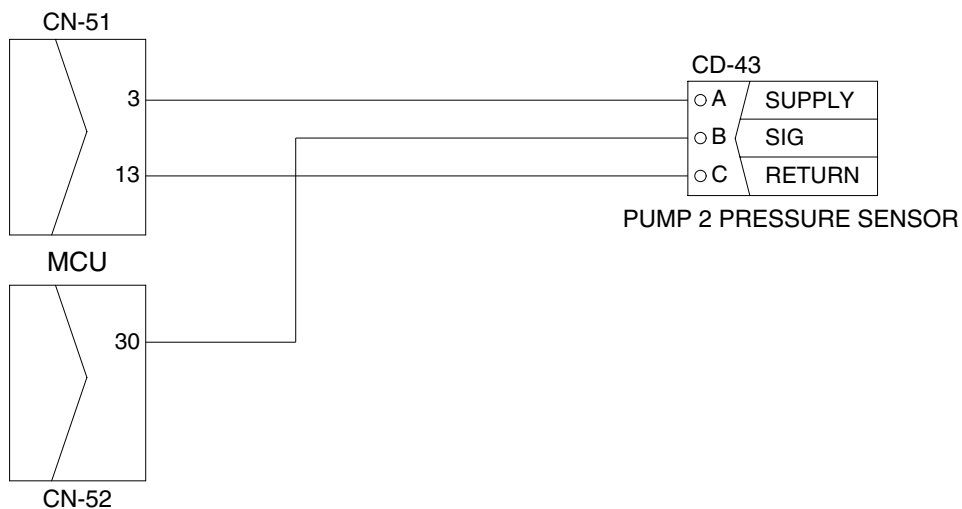 CN-51
3
13
MCU
30
CN-52
CD-43
A SUPPLY
B SIG
C RETURN
PUMP 2 PRESSURE SENSOR